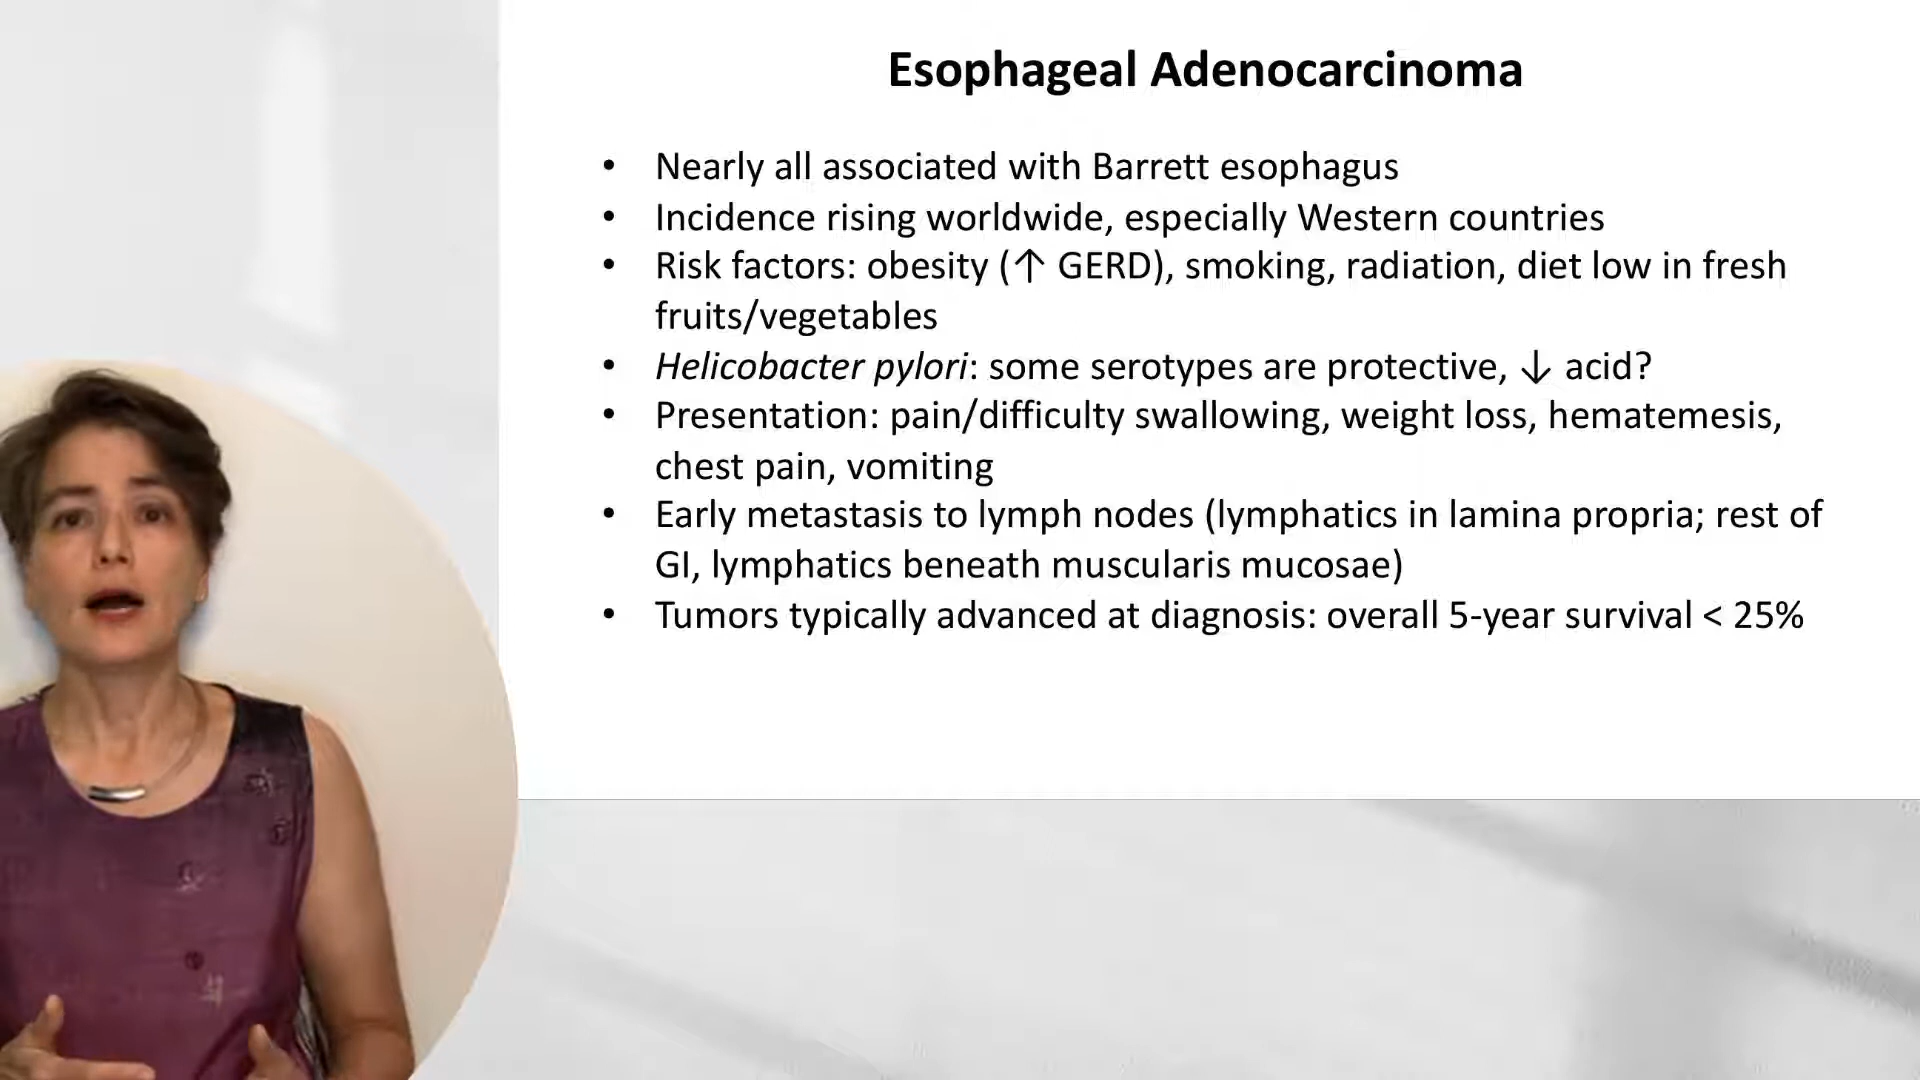 Esophageal Adenocarcinoma
• Nearly all associated with Barrett esophagus
• Incidence rising worldwide, especially Western countries
• Risk factors: obesity (↑ GERD), smoking, radiation, diet low in fresh
fruits/vegetables
• Helicobacter pylori: some serotypes are protective, ↓ acid?
• Presentation: pain/difficulty swallowing, weight loss, hematemesis,
chest pain, vomiting
• Early metastasis to lymph nodes (lymphatics in lamina propria; rest of
GI, lymphatics beneath muscularis mucosae)
• Tumors typically advanced at diagnosis: overall 5-year survival < 25%